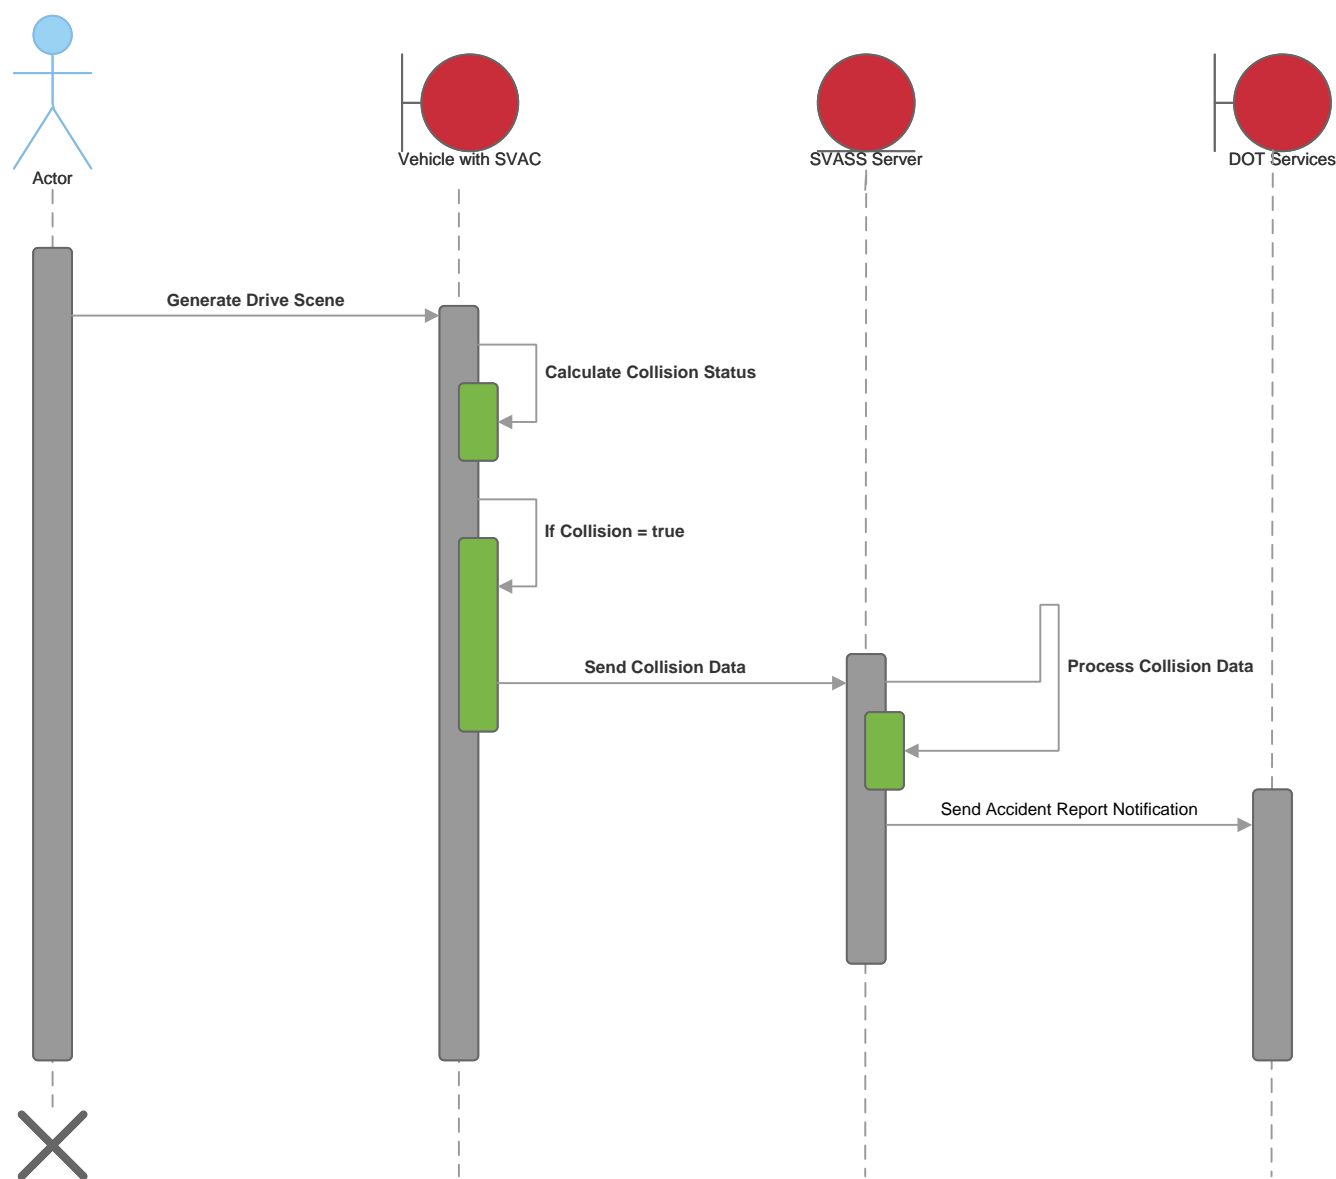 Actor
Vehicle with SVAC
SVASS Server
DOT Services
Generate Drive Scene
Calculate Collision Status
If Collision = true
Send Collision Data
Process Collision Data
Send Accident Report Notification